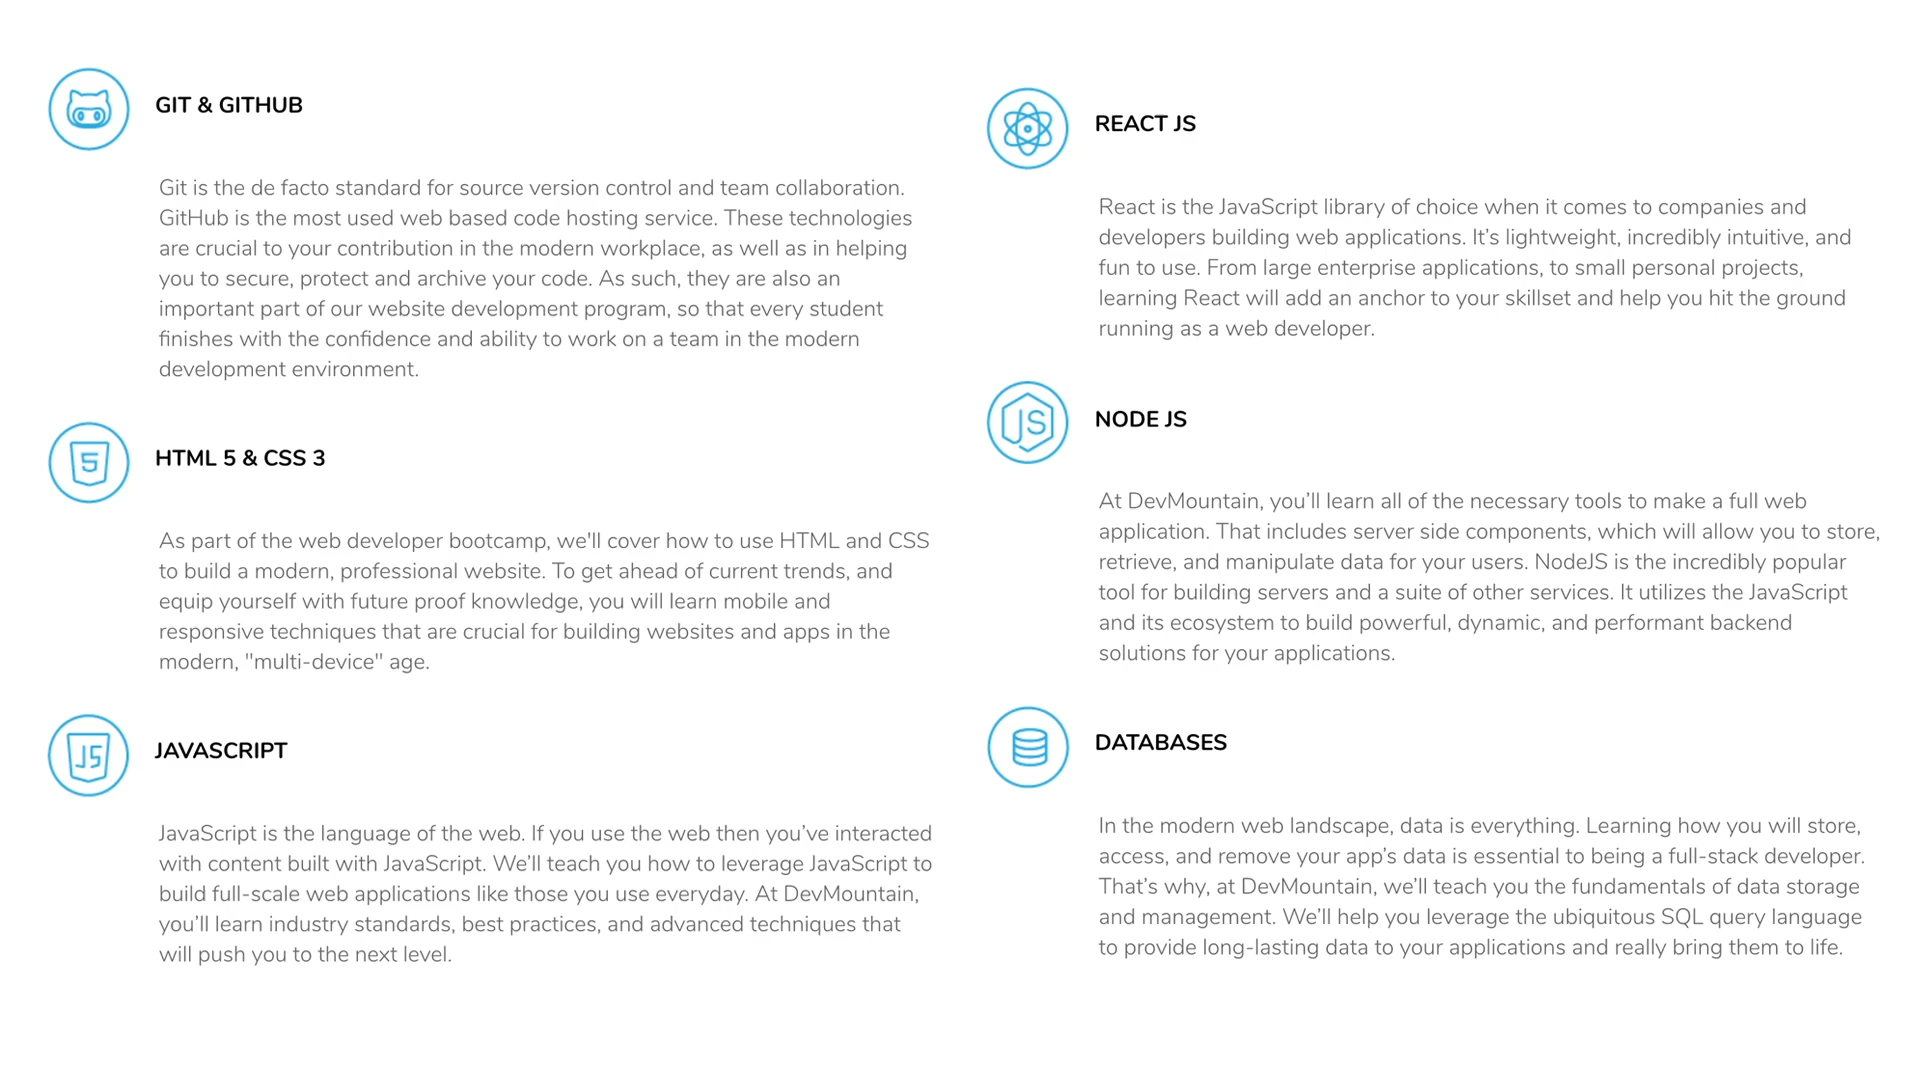 GIT & GITHUB
Git is the de facto standard for source version control and team collaboration.
GitHub is the most used web based code hosting service. These technologies
are crucial to your contribution in the modern workplace, as well as in helping
you to secure, protect and archive your code. As such, they are also an
important part of our website development program, so that every student
finishes with the confidence and ability to work on a team in the modern
development environment.
5
HTML 5 & CSS 3
As part of the web developer bootcamp, we'll cover how to use HTML and CSS
to build a modern, professional website. To get ahead of current trends, and
equip yourself with future proof knowledge, you will learn mobile and
responsive techniques that are crucial for building websites and apps in the
modern, "multi-device" age.
JS
JAVASCRIPT
JavaScript is the language of the web. If you use the web then you’ve interacted
with content built with JavaScript. We’ll teach you how to leverage JavaScript to
build full-scale web applications like those you use everyday. At DevMountain,
you’ll learn industry standards, best practices, and advanced techniques that
will push you to the next level.
REACT JS
React is the JavaScript library of choice when it comes to companies and
developers building web applications. It’s lightweight, incredibly intuitive, and
fun to use. From large enterprise applications, to small personal projects,
learning React will add an anchor to your skillset and help you hit the ground
running as a web developer.
JS
NODE JS
At DevMountain, you’ll learn all of the necessary tools to make a full web
application. That includes server side components, which will allow you to store,
retrieve, and manipulate data for your users. NodeJS is the incredibly popular
tool for building servers and a suite of other services. It utilizes the JavaScript
and its ecosystem to build powerful, dynamic, and performant backend
solutions for your applications.
DATABASES
In the modern web landscape, data is everything. Learning how you will store,
access, and remove your app’s data is essential to being a full-stack developer.
That’s why, at DevMountain, we’ll teach you the fundamentals of data storage
and management. We’ll help you leverage the ubiquitous SQL query language
to provide long-lasting data to your applications and really bring them to life.